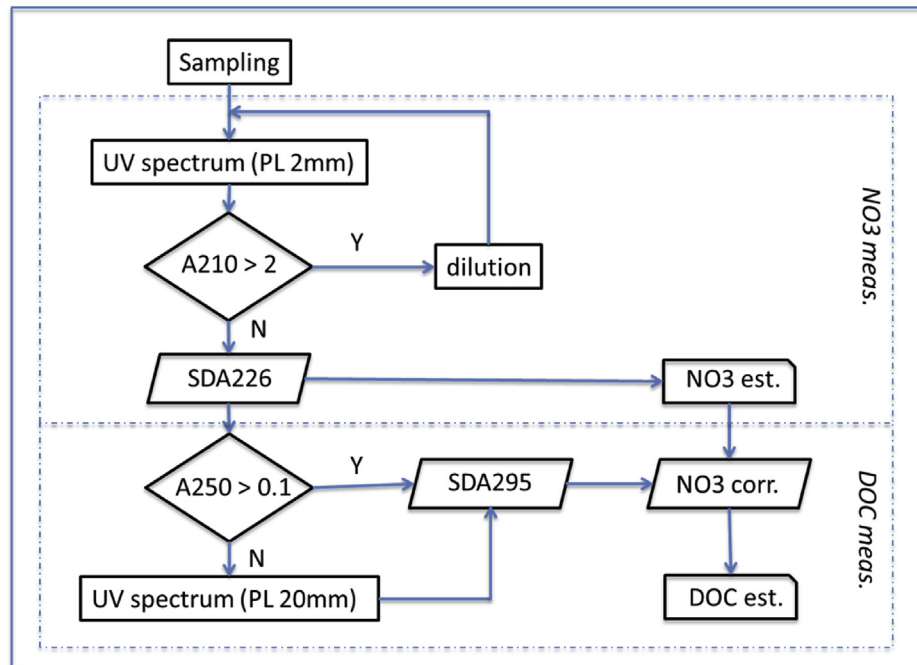 Sampling
UV spectrum (PL 2mm)
A210 > 2
Y
dilution
N
SDA226
NO3 est.
NO3 meas.
A250 > 0.1
Y
SDA295
NO3 corr.
N
UV spectrum (PL 20mm)
DOC est.
DOC meas.